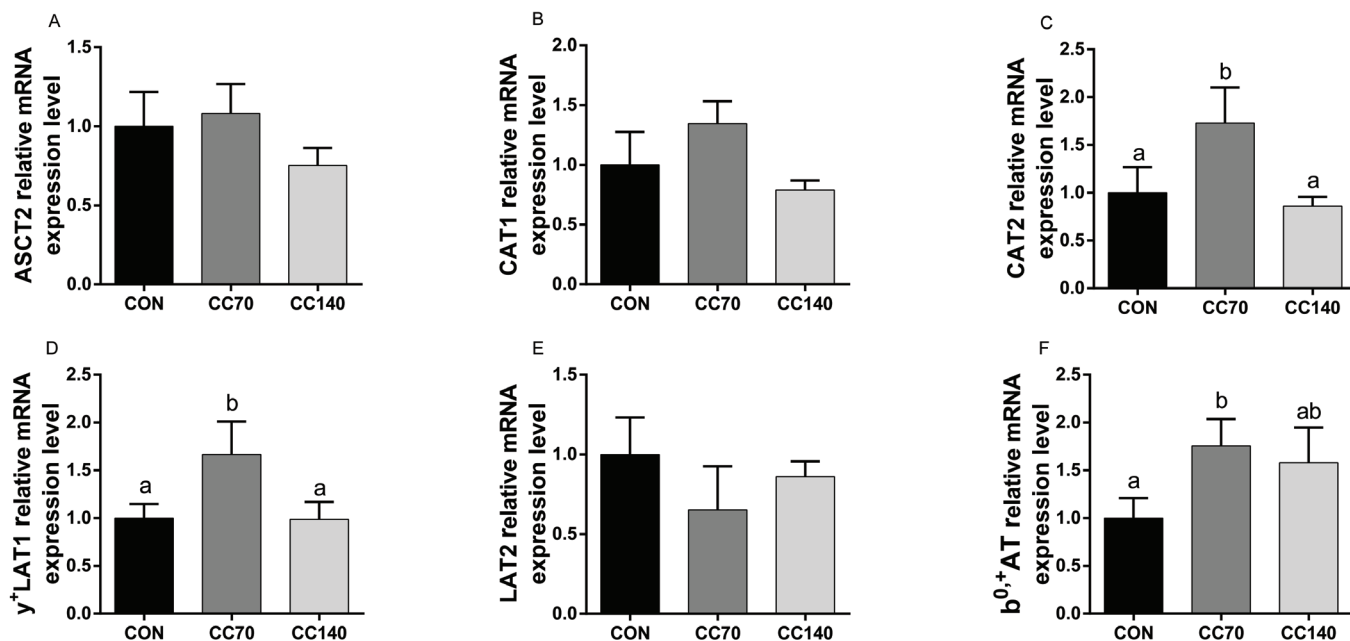 A
ASCT2 relative mRNA
expression level
1.5
1.0
0.5
0.0
CON CC70 CC140
B
CAT1 relative mRNA
expression level
2.0
1.5
1.0
0.5
0.0
CON CC70 CC140
C
CAT2 relative mRNA
expression level
2.5
2.0
1.5
1.0
0.5
0.0
a
b
a
CON CC70 CC140
D
y⁺LAT1 relative mRNA
expression level
2.5
2.0
1.5
1.0
0.5
0.0
a
b
a
CON CC70 CC140
E
LAT2 relative mRNA
expression level
1.5
1.0
0.5
0.0
CON CC70 CC140
F
b⁰,⁺AT relative mRNA
expression level
2.5
2.0
1.5
1.0
0.5
0.0
a
b
ab
CON CC70 CC140